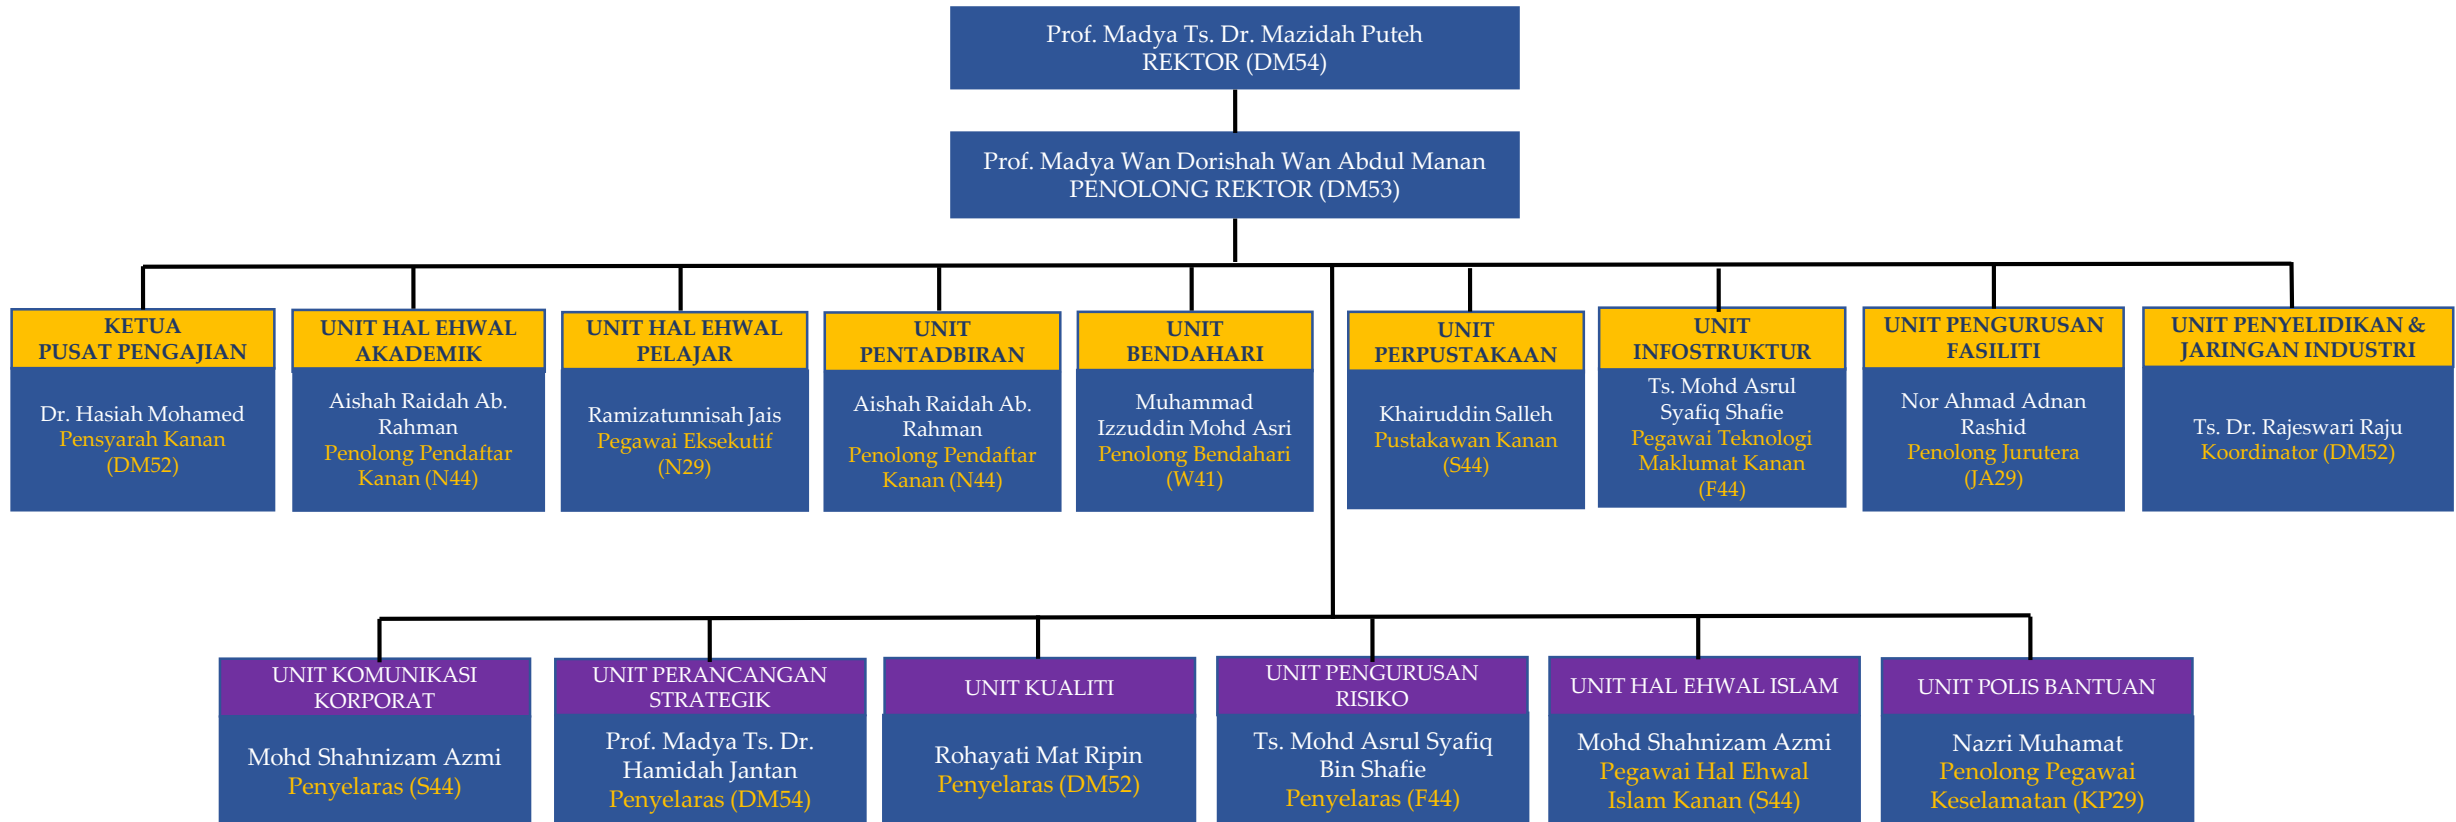 Prof. Madya Ts. Dr. Mazidah Puteh
REKTOR (DM54)
Prof. Madya Wan Dorishah Wan Abdul Manan
PENOLONG REKTOR (DM53)
KETUA
PUSAT PENGAJIAN
Dr. Hasiah Mohamed
Pensyarah Kanan
(DM52)
UNIT HAL EHWAL
AKADEMIK
Aishah Raidah Ab.
Rahman
Penolong Pendaftar
Kanan (N44)
UNIT HAL EHWAL
PELAJAR
Ramizatunnisah Jais
Pegawai Eksekutif
(N29)
UNIT
PENTADBIRAN
Aishah Raidah Ab.
Rahman
Penolong Pendaftar
Kanan (N44)
UNIT
BENDAHARI
Muhammad
Izzuddin Mohd Asri
Penolong Bendahari
(W41)
UNIT
PERPUSTAKAAN
Khairuddin Salleh
Pustakawan Kanan
(S44)
UNIT
INFOSTRUKTUR
Ts. Mohd Asrul
Syafiq Shafie
Pegawai Teknologi
Maklumat Kanan
(F44)
UNIT PENGURUSAN
FASILITI
Nor Ahmad Adnan
Rashid
Penolong Jurutera
(JA29)
UNIT PENYELIDIKAN &
JARINGAN INDUSTRI
Ts. Dr. Rajeswari Raju
Koordinator (DM52)
UNIT KOMUNIKASI
KORPORAT
Mohd Shahnizam Azmi
Penyelaras (S44)
UNIT PERANCANGAN
STRATEGIK
Prof. Madya Ts. Dr.
Hamidah Jantan
Penyelaras (DM54)
UNIT KUALITI
Rohayati Mat Ripin
Penyelaras (DM52)
UNIT PENGURUSAN
RISIKO
Ts. Mohd Asrul Syafiq
Bin Shafie
Penyelaras (F44)
UNIT HAL EHWAL ISLAM
Mohd Shahnizam Azmi
Pegawai Hal Ehwal
Islam Kanan (S44)
UNIT POLIS BANTUAN
Nazri Muhamat
Penolong Pegawai
Keselamatan (KP29)